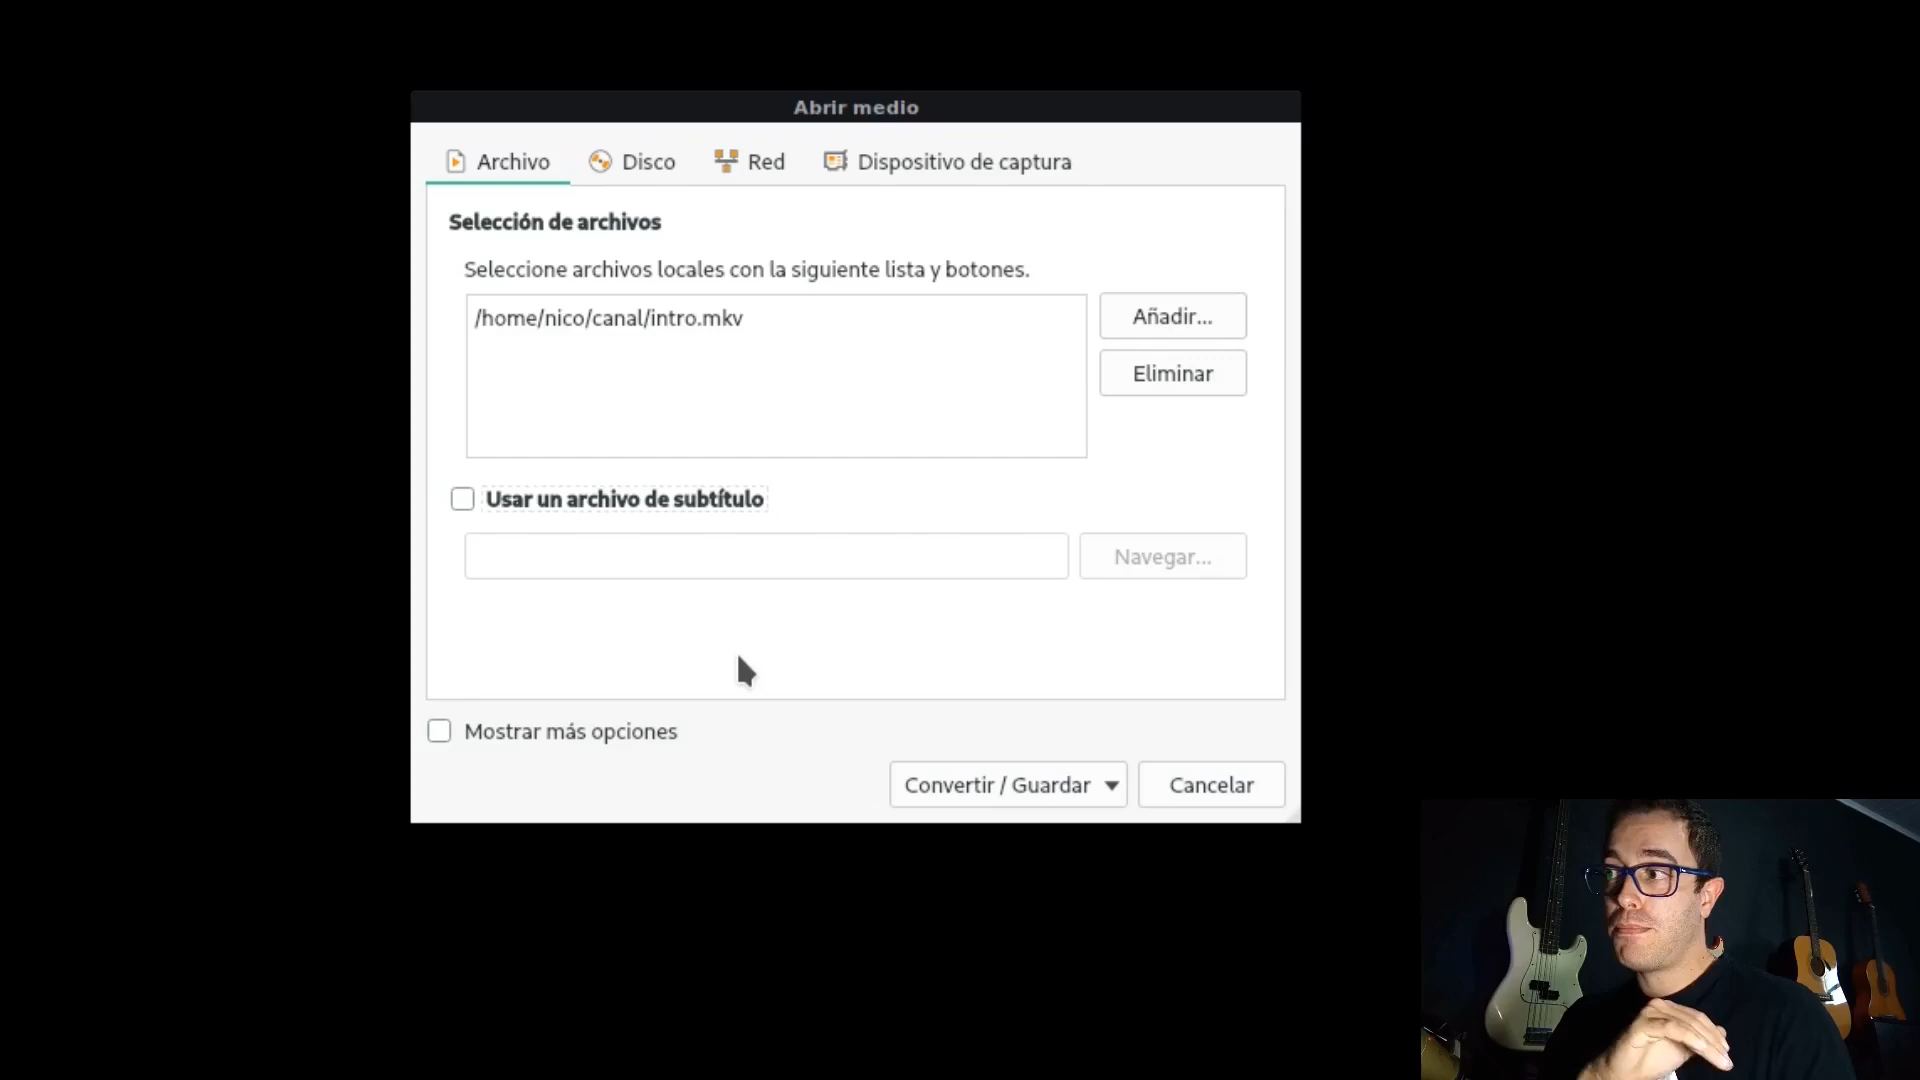 Abrir medio
Archivo
Disco
Red
Dispositivo de captura
Selección de archivos
Seleccione archivos locales con la siguiente lista y botones.
/home/nico/canal/intro.mkv
Añadir...
Eliminar
Usar un archivo de subtítulo
Navegar...
Mostrar más opciones
Convertir / Guardar
Cancelar